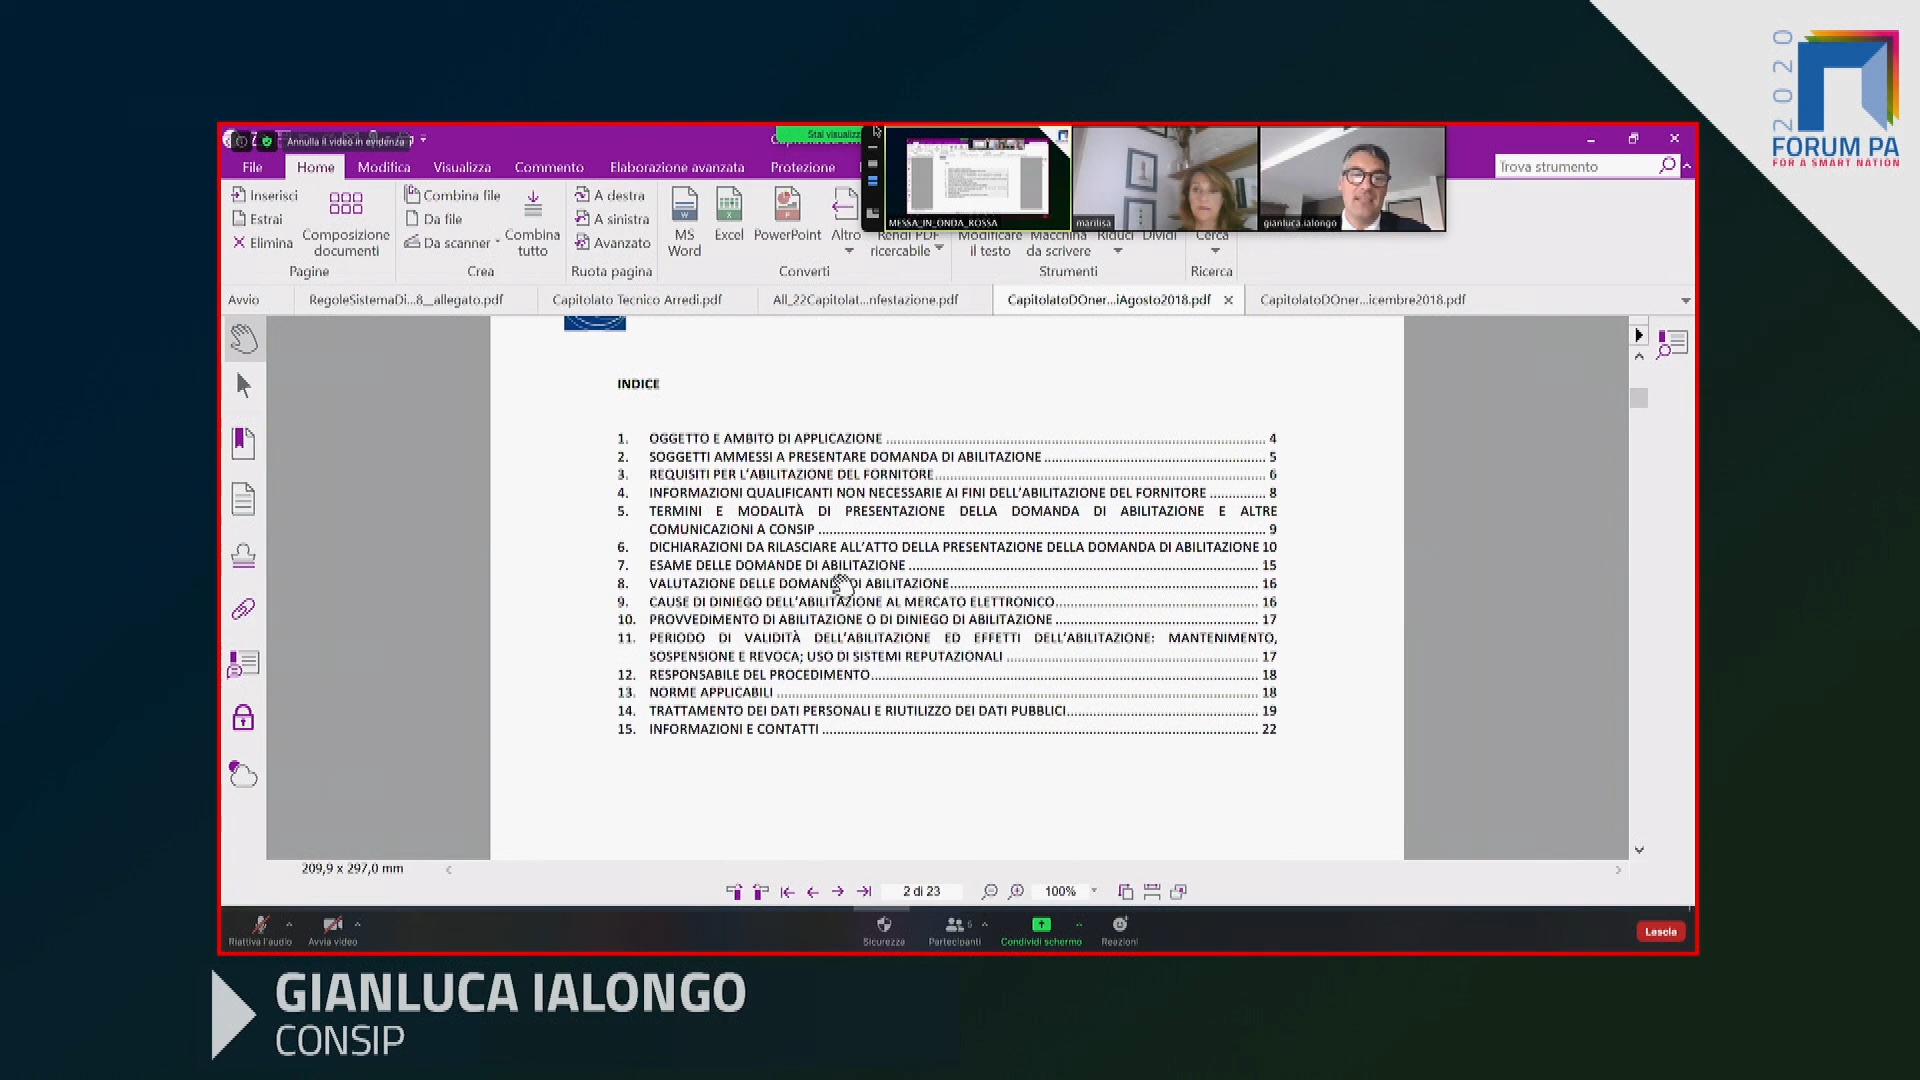 2020
FORUM PA
FOR A SMART NATION
Annulla il video in evidenza
Stai visualizz
File Home Modifica Visualizza Commento Elaborazione avanzata Protezione
Trova strumento
MESSA_IN_ONDA_ROSSA
marilisa
gianluca.ialongo
Inserisci
Estrai
Elimina
Composizione documenti
Pagine
Combina file
Da file
Da scanner
Combina tutto
Crea
A destra
A sinistra
Avanzato
Ruota pagina
MS Word
Excel
PowerPoint
Altro
Rendi PDF ricercabile
Converti
Modificare il testo
Macchina da scrivere
Riduci
Dividi
Strumenti
Cerca
Ricerca
Avvio
RegoleSistemaDi...8__allegato.pdf
Capitolato Tecnico Arredi.pdf
All_22Capitolat...nfestazione.pdf
CapitolatoDOner...iAgosto2018.pdf
CapitolatoDOner...icembre2018.pdf
INDICE
1. OGGETTO E AMBITO DI APPLICAZIONE 4
2. SOGGETTI AMMESSI A PRESENTARE DOMANDA DI ABILITAZIONE 5
3. REQUISITI PER L'ABILITAZIONE DEL FORNITORE 6
4. INFORMAZIONI QUALIFICANTI NON NECESSARIE AI FINI DELL'ABILITAZIONE DEL FORNITORE 8
5. TERMINI E MODALITÀ DI PRESENTAZIONE DELLA DOMANDA DI ABILITAZIONE E ALTRE
COMUNICAZIONI A CONSIP 9
6. DICHIARAZIONI DA RILASCIARE ALL'ATTO DELLA PRESENTAZIONE DELLA DOMANDA DI ABILITAZIONE 10
7. ESAME DELLE DOMANDE DI ABILITAZIONE 15
8. VALUTAZIONE DELLE DOMANDE DI ABILITAZIONE 16
9. CAUSE DI DINIEGO DELL'ABILITAZIONE AL MERCATO ELETTRONICO 16
10. PROVVEDIMENTO DI ABILITAZIONE O DI DINIEGO DI ABILITAZIONE 17
11. PERIODO DI VALIDITÀ DELL'ABILITAZIONE ED EFFETTI DELL'ABILITAZIONE: MANTENIMENTO,
SOSPENSIONE E REVOCA; USO DI SISTEMI REPUTAZIONALI 17
12. RESPONSABILE DEL PROCEDIMENTO 18
13. NORME APPLICABILI 18
14. TRATTAMENTO DEI DATI PERSONALI E RIUTILIZZO DEI DATI PUBBLICI 19
15. INFORMAZIONI E CONTATTI 22
209,9 x 297,0 mm
2 di 23
100%
Riattiva l'audio
Avvia video
Sicurezza
Partecipanti
Condividi schermo
Reazioni
Lascia
GIANLUCA IALONGO
CONSIP